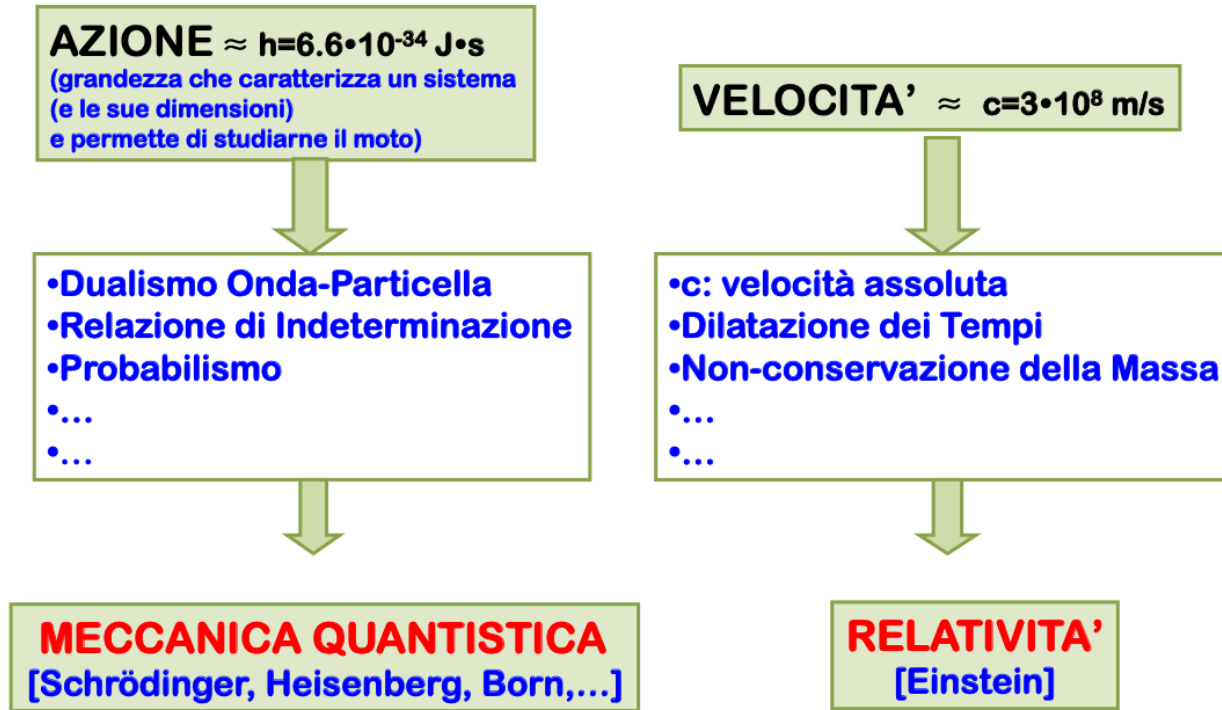 AZIONE ≈ h=6.6•10⁻³⁴ J•s
(grandezza che caratterizza un sistema
(e le sue dimensioni)
e permette di studiarne il moto)
•Dualismo Onda-Particella
•Relazione di Indeterminazione
•Probabilismo
•...
•...
MECCANICA QUANTISTICA
[Schrödinger, Heisenberg, Born,...]
VELOCITA’ ≈ c=3•10⁸ m/s
•c: velocità assoluta
•Dilatazione dei Tempi
•Non-conservazione della Massa
•...
•...
RELATIVITA’
[Einstein]